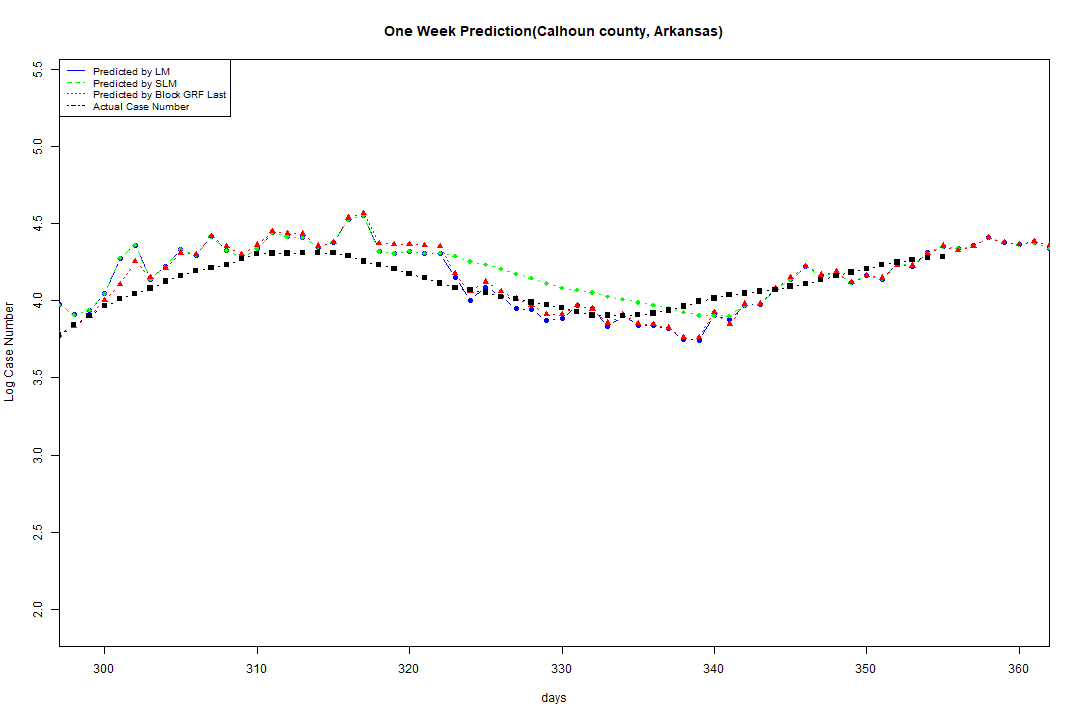 One Week Prediction(Calhoun county, Arkansas)
Predicted by LM
Predicted by SLM
Predicted by Block GRF Last
Actual Case Number
5.5
5.0
4.5
4.0
3.5
3.0
2.5
2.0
Log Case Number
300 310 320 330 340 350 360
days